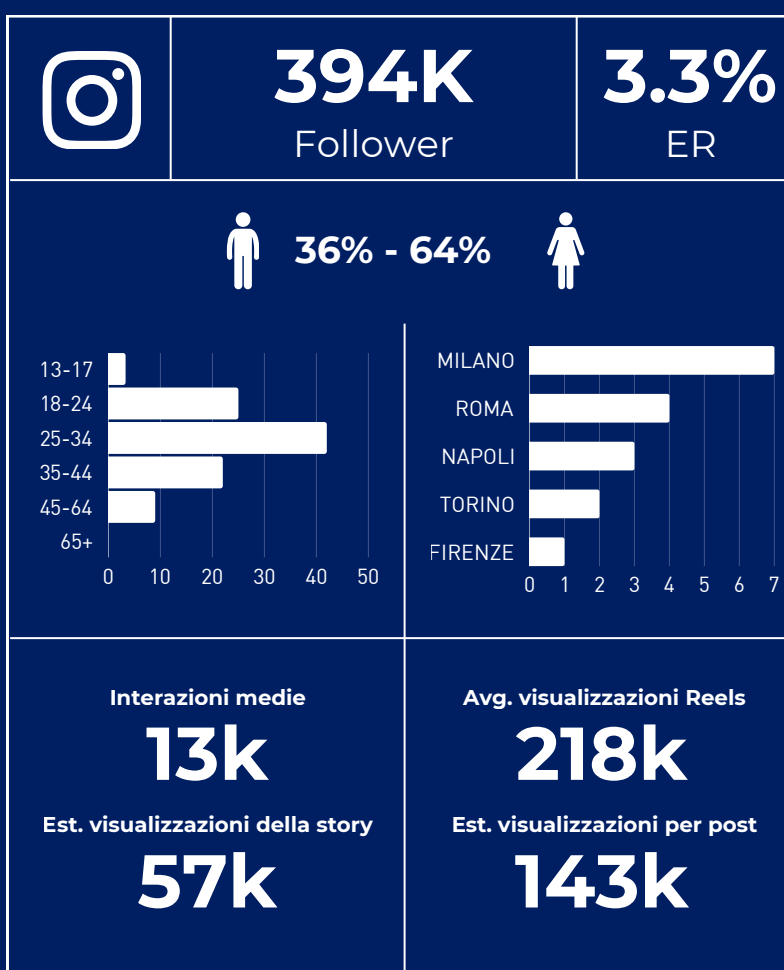 394K
Follower
3.3%
ER
36% - 64%
13-17
18-24
25-34
35-44
45-64
65+
0 10 20 30 40 50
MILANO
ROMA
NAPOLI
TORINO
FIRENZE
0 1 2 3 4 5 6 7
Interazioni medie
13k
Est. visualizzazioni della story
57k
Avg. visualizzazioni Reels
218k
Est. visualizzazioni per post
143k